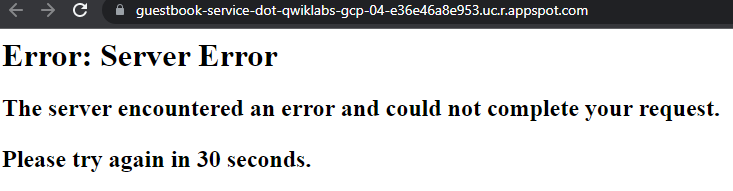 guestbook-service-dot-qwiklabs-gcp-04-e36e46a8e953.uc.r.appspot.com
Error: Server Error
The server encountered an error and could not complete your request.
Please try again in 30 seconds.